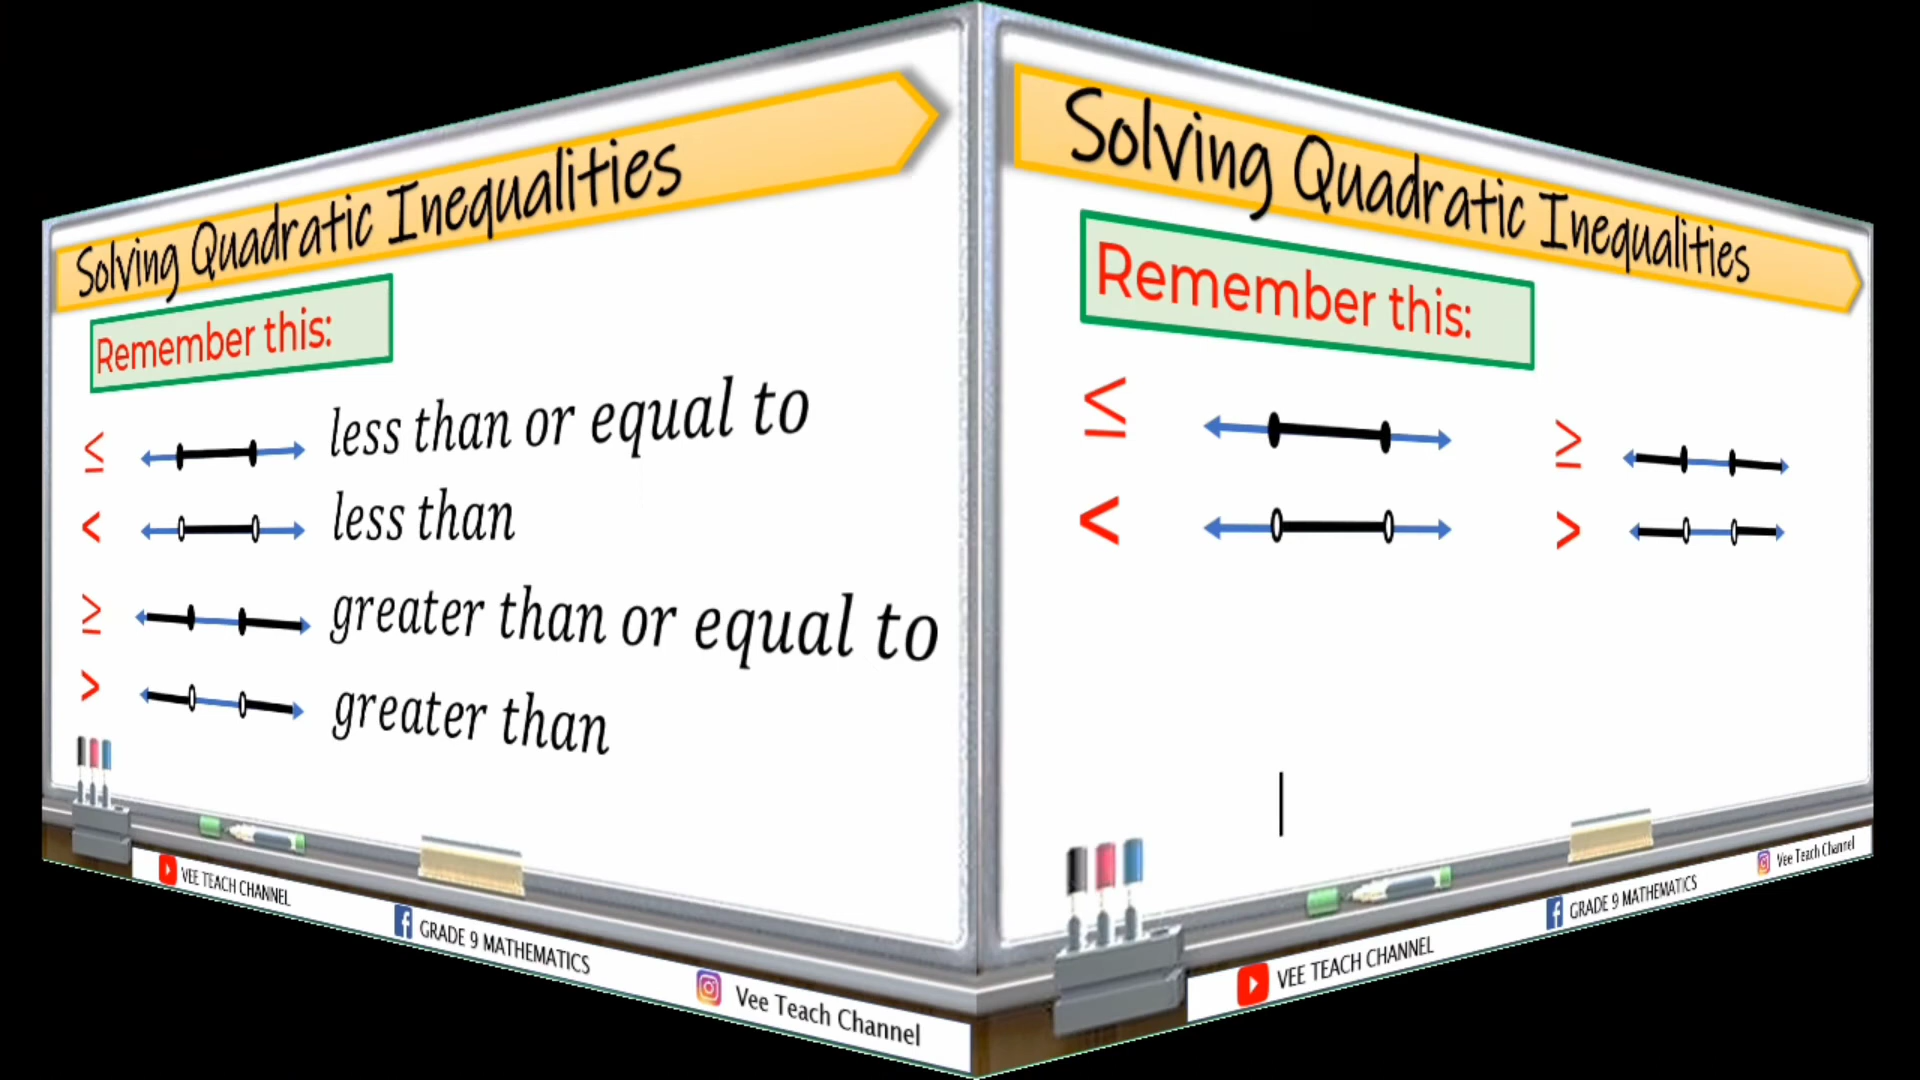 Solving Quadratic Inequalities
Remember this:
≤ less than or equal to
< less than
≥ greater than or equal to
> greater than
VEE TEACH CHANNEL
GRADE 9 MATHEMATICS
Vee Teach Channel
Solving Quadratic Inequalities
Remember this:
≤ ≥
< >
VEE TEACH CHANNEL
GRADE 9 MATHEMATICS
Vee Teach Channel